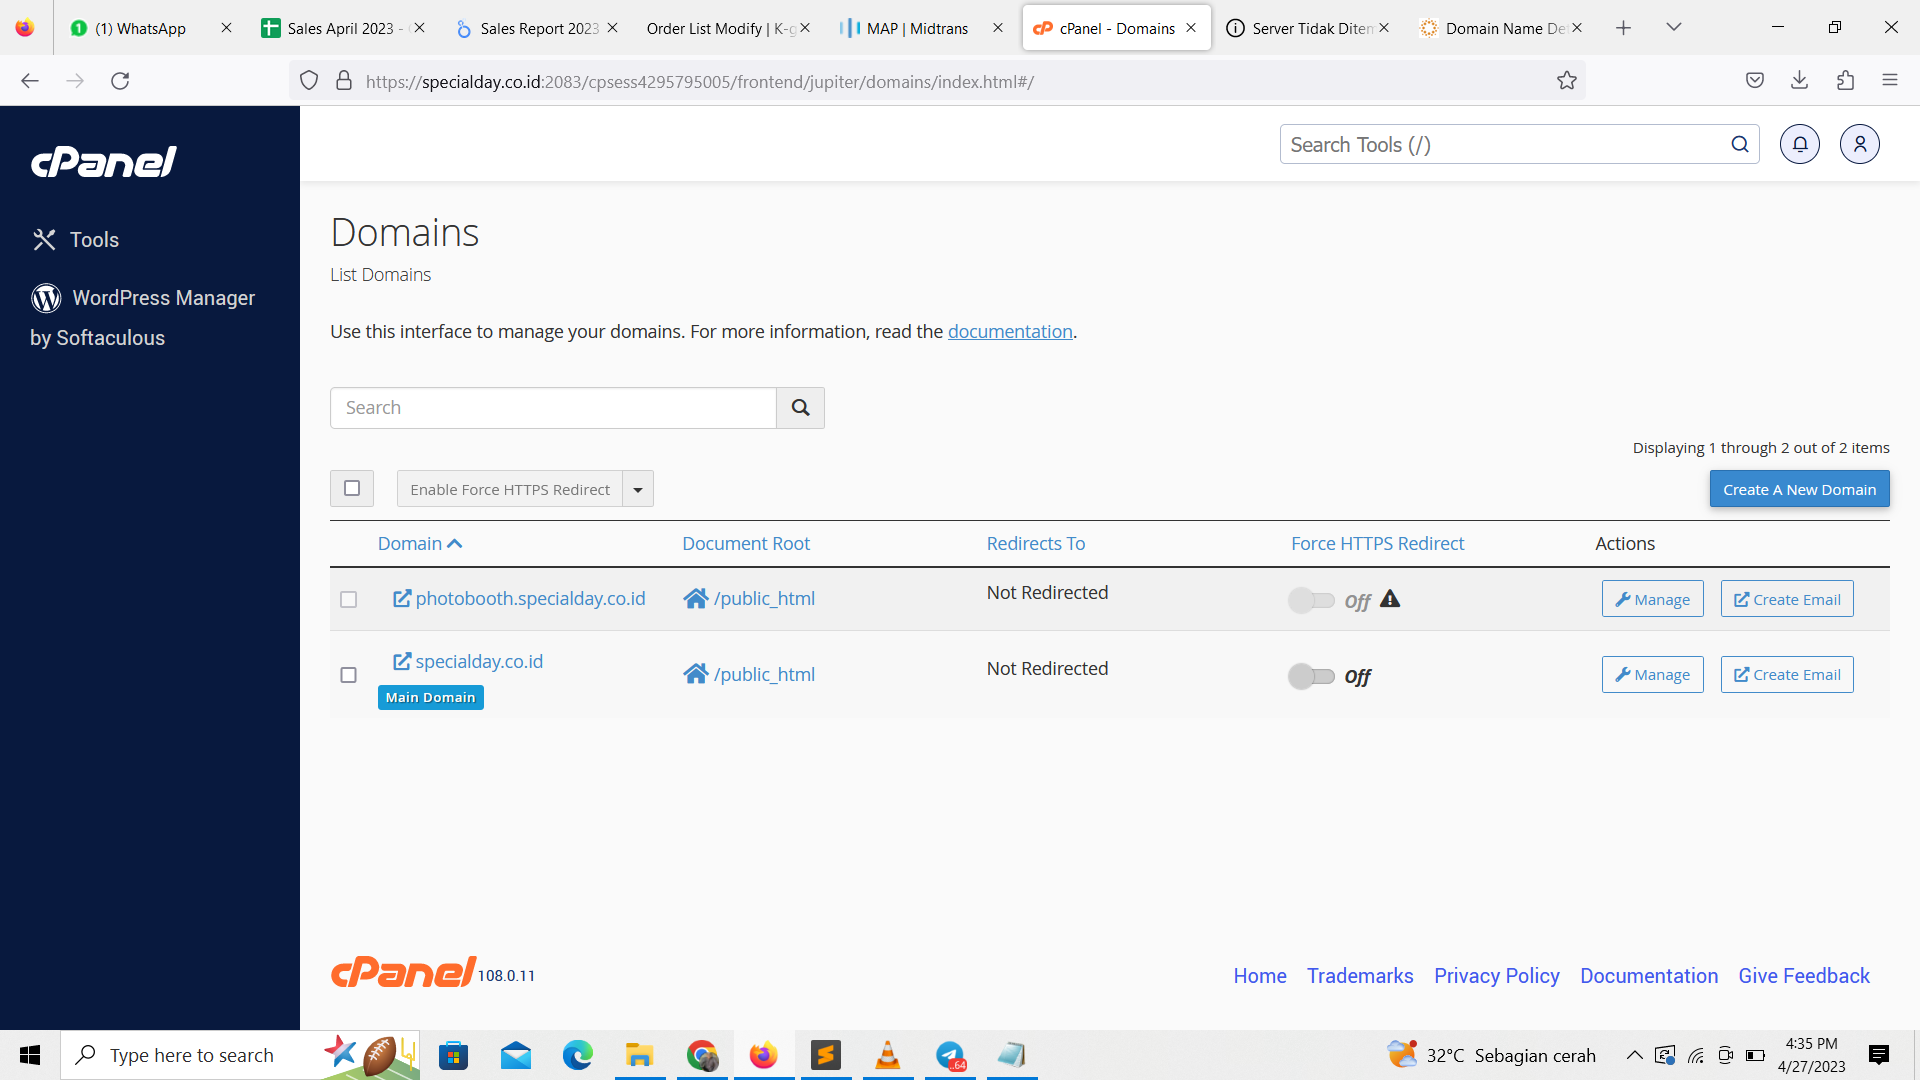 (1) WhatsApp
Sales April 2023 -
Sales Report 2023
Order List Modify | K-g
MAP | Midtrans
cPanel - Domains
Server Tidak Ditem
Domain Name De
https://specialday.co.id:2083/cpsess4295795005/frontend/jupiter/domains/index.html#/
cPanel
Search Tools (/)
Tools
WordPress Manager
by Softaculous
Domains
List Domains
Use this interface to manage your domains. For more information, read the documentation.
Search
Displaying 1 through 2 out of 2 items
Enable Force HTTPS Redirect
Create A New Domain
Domain Document Root Redirects To Force HTTPS Redirect Actions
photobooth.specialday.co.id /public_html Not Redirected Off Manage Create Email
specialday.co.id /public_html Not Redirected Off Manage Create Email
Main Domain
cPanel 108.0.11
Home Trademarks Privacy Policy Documentation Give Feedback
Type here to search
..64
32°C Sebagian cerah
4:35 PM
4/27/2023